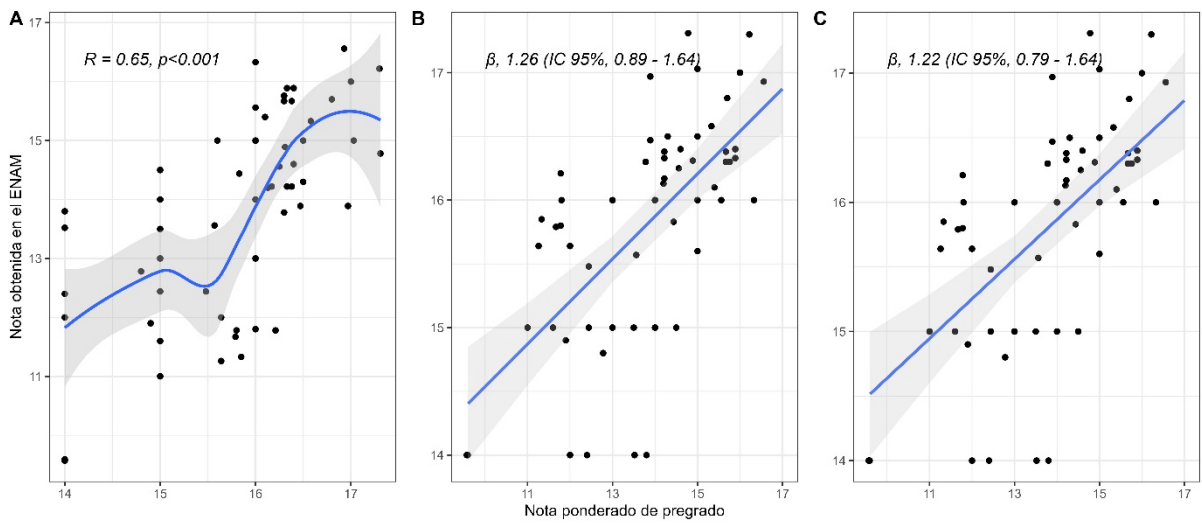 A
B
C
R = 0.65, p<0.001
β, 1.26 (IC 95%, 0.89 - 1.64)
β, 1.22 (IC 95%, 0.79 - 1.64)
Nota obtenida en el ENAM
17
15
13
11
17
16
15
14
17
16
15
14
14 15 16 17
11 13 15 17
11 13 15 17
Nota ponderado de pregrado